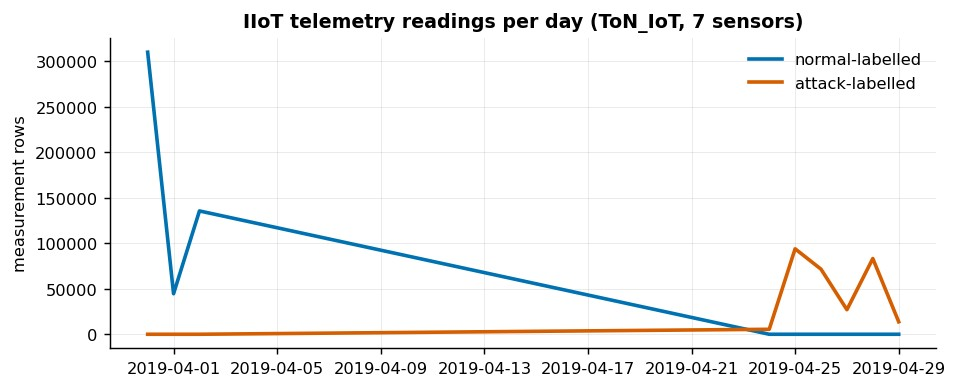 IIoT telemetry readings per day (ToN_IoT, 7 sensors)
normal-labelled
attack-labelled
measurement rows
300000
250000
200000
150000
100000
50000
0
2019-04-01 2019-04-05 2019-04-09 2019-04-13 2019-04-17 2019-04-21 2019-04-25 2019-04-29